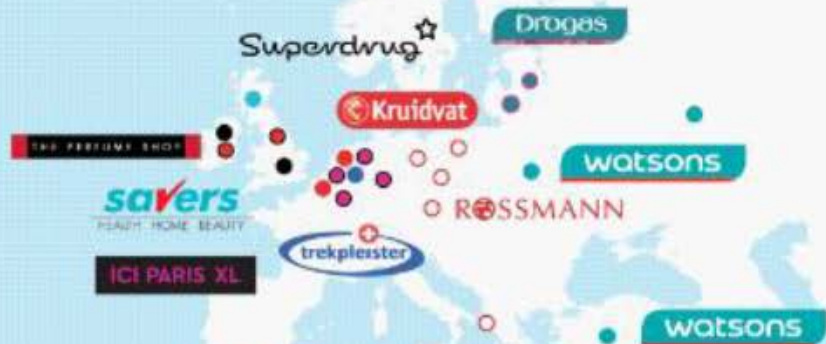 Superdrug
Drogas
Kruidvat
THE PERFUME SHOP
watsons
savers
HEALTH HOME BEAUTY
ROSSMANN
trekpleister
ICI PARIS XL
watsons